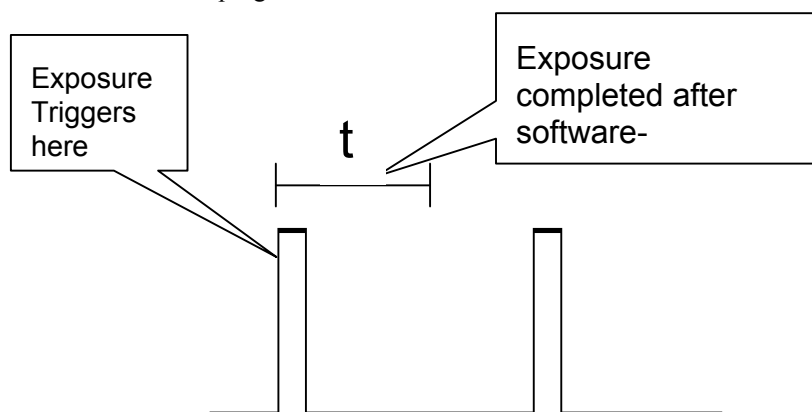 Exposure
Triggers
here
Exposure
completed after
software-
t